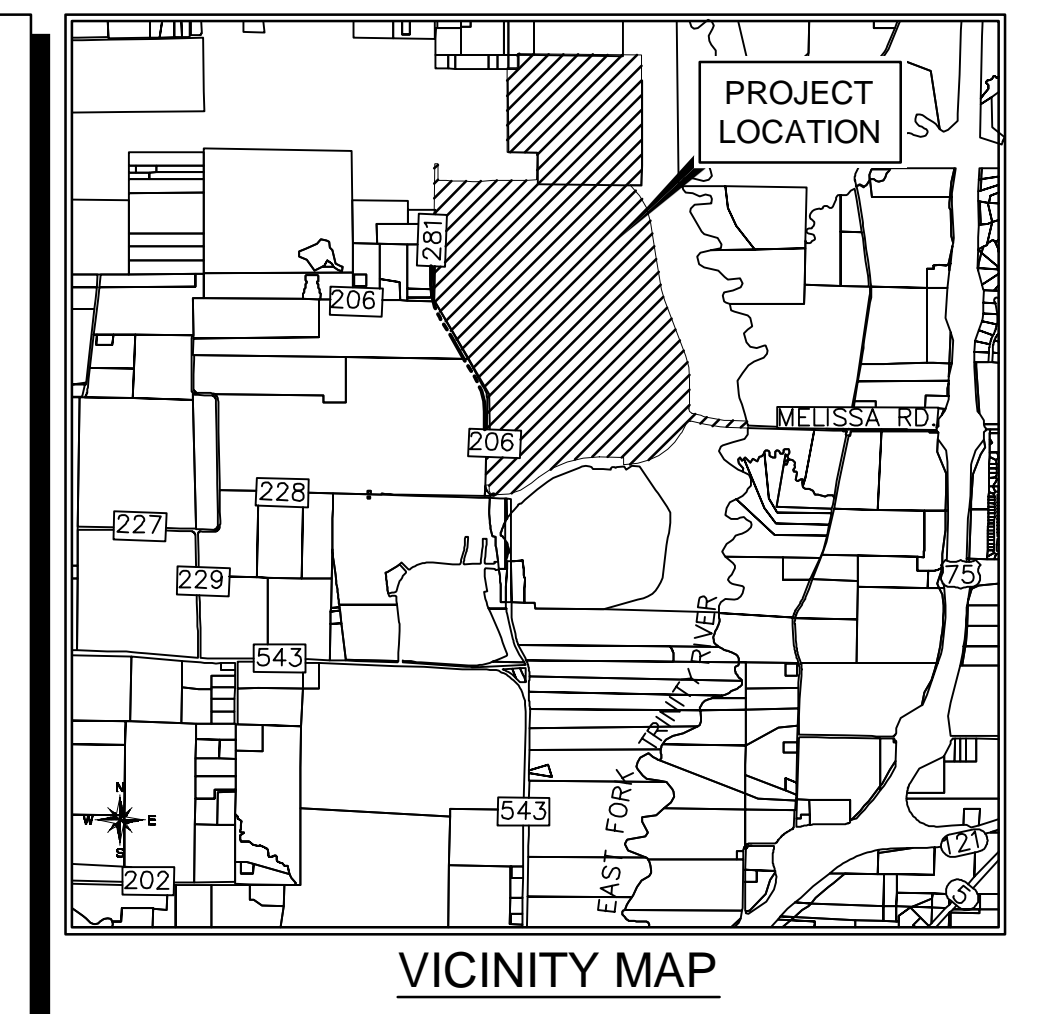 PROJECT
LOCATION
281
206
MELISSA RD.
206
228
227
75
229
EAST FORK TRINITY RIVER
543
543
N
W E
S
121
202
5
VICINITY MAP